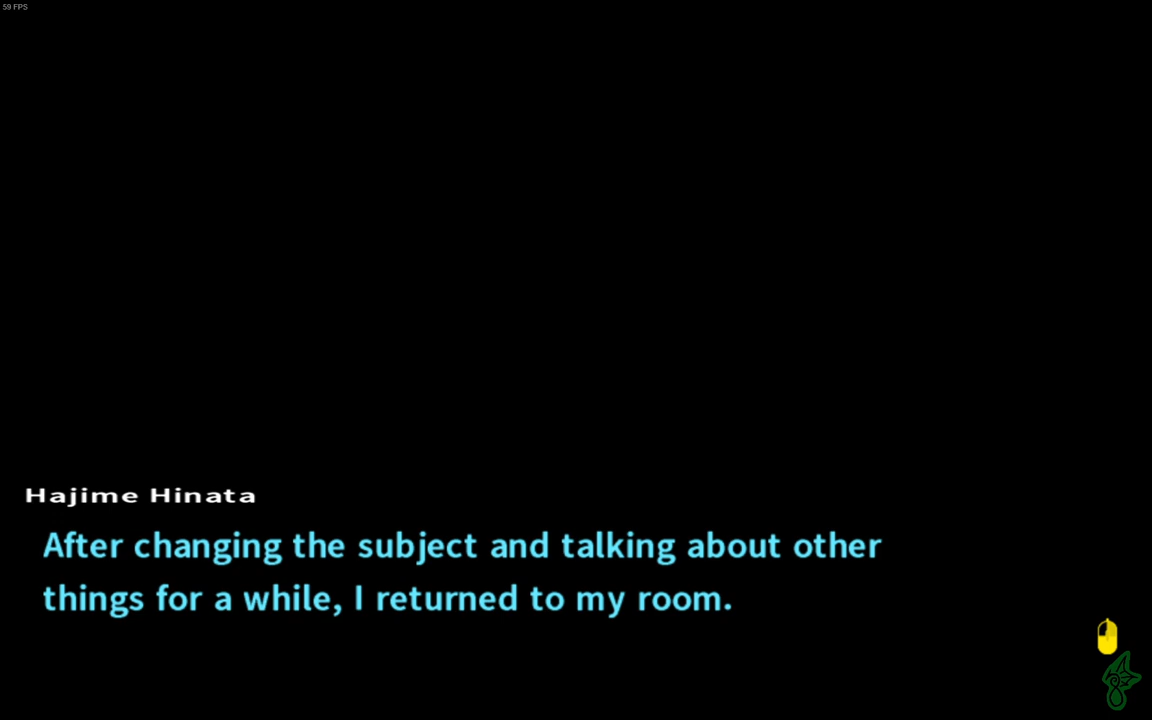 59 FPS
Hajime Hinata
After changing the subject and talking about other
things for a while, I returned to my room.